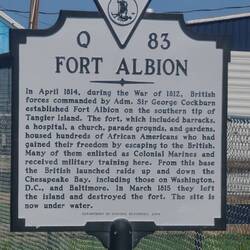 Q 83
FORT ALBION
In April 1814, during the War of 1812, British
forces commanded by Adm. Sir George Cockburn
established Fort Albion on the southern tip of
Tangier Island. The fort, which included barracks,
a hospital, a church, parade grounds, and gardens,
housed hundreds of African Americans who had
gained their freedom by escaping to the British.
Many of them enlisted as Colonial Marines and
received military training here. From this base
the British launched raids up and down the
Chesapeake Bay, including those on Washington,
D.C., and Baltimore. In March 1815 they left
the island and destroyed the fort. The site is
now under water.
DEPARTMENT OF HISTORIC RESOURCES,